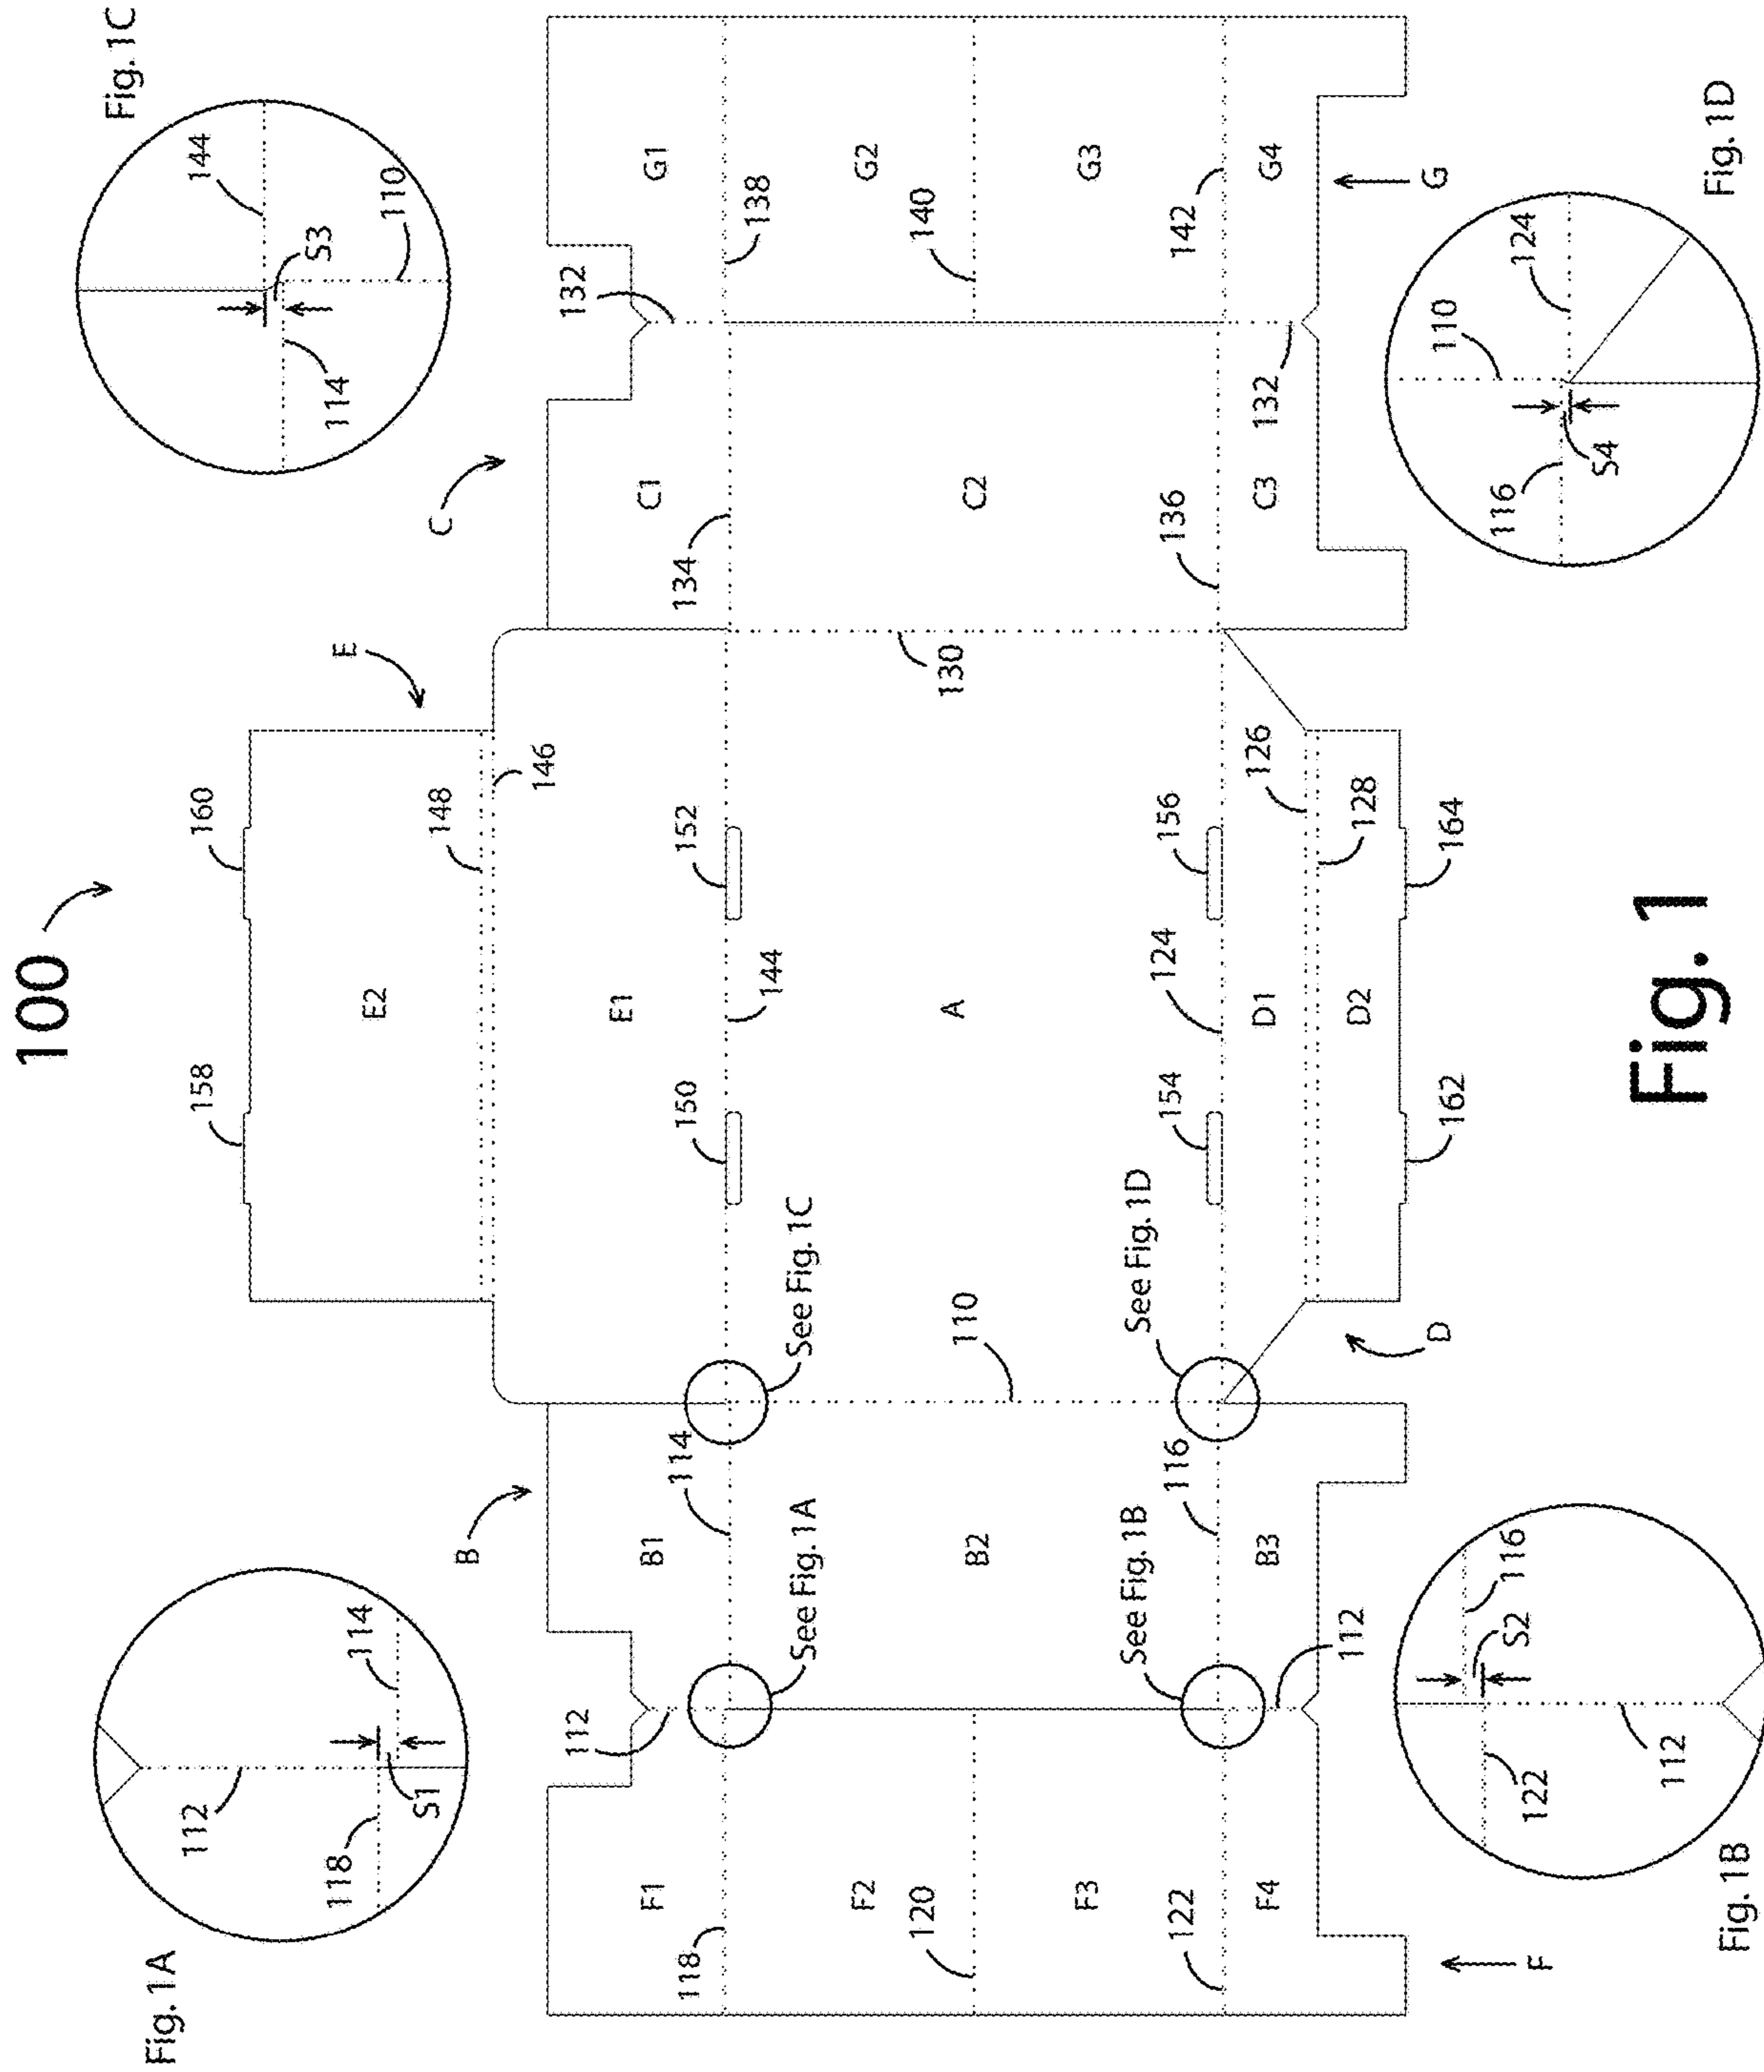 100
Fig. 1A
Fig. 1C
112
158
160
144
118
114
E
114
S3
E2
110
S1
148
C
B
146
112
132
F1
B1
E1
C1
G1
118
114
150
152
134
144
138
See Fig. 1A
See Fig. 1C
F2
G2
120
140
110
A
130
B2
C2
F3
G3
See Fig. 1B
See Fig. 1D
122
116
154
124
156
136
142
F4
B3
D1
126
C3
132
G4
112
D2
128
D
162
164
110
G
116
S2
116
124
F
122
S4
112
Fig. 1
Fig. 1B
Fig. 1D